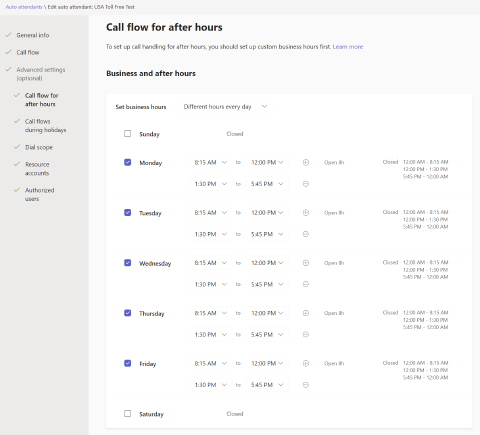 Auto attendants \ Edit auto attendant: USA Toll Free Test
General info
Call flow
Advanced settings
(optional)
Call flow for
after hours
Call flows
during holidays
Dial scope
Resource
accounts
Authorized
users
Call flow for after hours
To set up call handling for after hours, you should set up custom business hours first. Learn more
Business and after hours
Set business hours Different hours every day
Sunday Closed
Monday 8:15 AM to 12:00 PM Open 8h Closed 12:00 AM - 8:15 AM
12:00 PM - 1:30 PM
1:30 PM to 5:45 PM 5:45 PM - 12:00 AM
Tuesday 8:15 AM to 12:00 PM Open 8h Closed 12:00 AM - 8:15 AM
12:00 PM - 1:30 PM
1:30 PM to 5:45 PM 5:45 PM - 12:00 AM
Wednesday 8:15 AM to 12:00 PM Open 8h Closed 12:00 AM - 8:15 AM
12:00 PM - 1:30 PM
1:30 PM to 5:45 PM 5:45 PM - 12:00 AM
Thursday 8:15 AM to 12:00 PM Open 8h Closed 12:00 AM - 8:15 AM
12:00 PM - 1:30 PM
1:30 PM to 5:45 PM 5:45 PM - 12:00 AM
Friday 8:15 AM to 12:00 PM Open 8h Closed 12:00 AM - 8:15 AM
12:00 PM - 1:30 PM
1:30 PM to 5:45 PM 5:45 PM - 12:00 AM
Saturday Closed